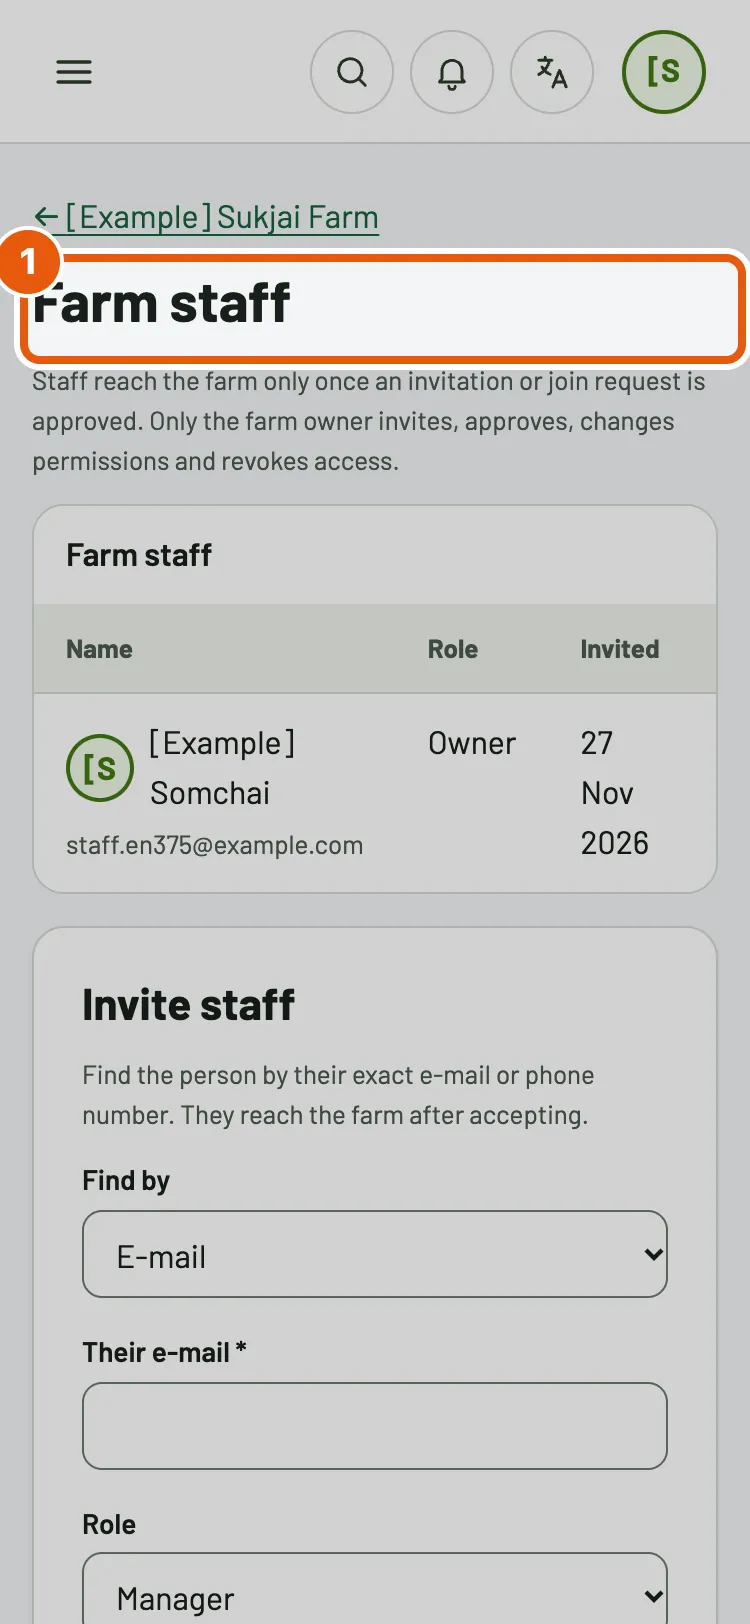 [S
← [Example] Sukjai Farm
1
Farm staff
Staff reach the farm only once an invitation or join request is
approved. Only the farm owner invites, approves, changes
permissions and revokes access.
Farm staff
Name Role Invited
[S
[Example]
Somchai
staff.en375@example.com
Owner
27
Nov
2026
Invite staff
Find the person by their exact e-mail or phone
number. They reach the farm after accepting.
Find by
E-mail
Their e-mail *
Role
Manager